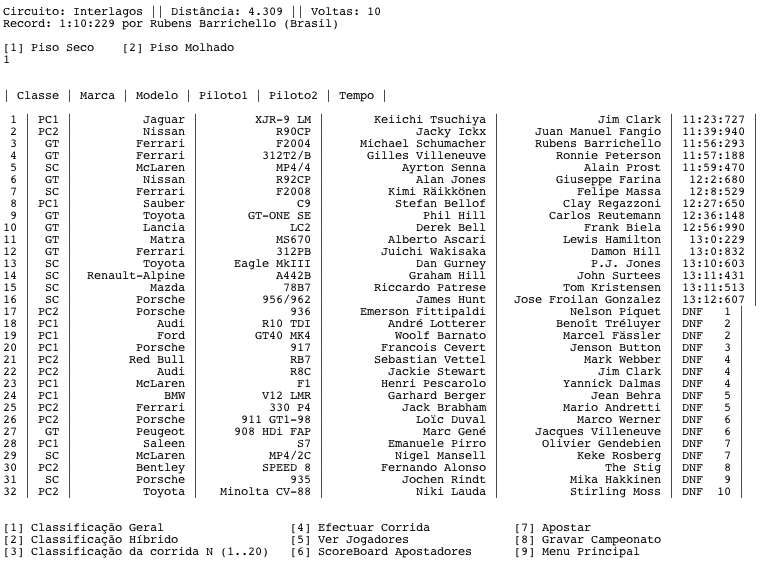 Circuito: Interlagos || Distância: 4.309 || Voltas: 10
Record: 1:10:229 por Rubens Barrichello (Brasil)
[1] Piso Seco    [2] Piso Molhado
1
| Classe | Marca | Modelo | Piloto1 | Piloto2 | Tempo |
1 | PC1 | Jaguar | XJR-9 LM | Keiichi Tsuchiya | Jim Clark | 11:23:727 |
2 | PC2 | Nissan | R90CP | Jacky Ickx | Juan Manuel Fangio | 11:39:940 |
3 | GT | Ferrari | F2004 | Michael Schumacher | Rubens Barrichello | 11:56:293 |
4 | GT | Ferrari | 312T2/B | Gilles Villeneuve | Ronnie Peterson | 11:57:188 |
5 | SC | McLaren | MP4/4 | Ayrton Senna | Alain Prost | 11:59:470 |
6 | GT | Nissan | R92CP | Alan Jones | Giuseppe Farina | 12:2:680 |
7 | SC | Ferrari | F2008 | Kimi Räikkönen | Felipe Massa | 12:8:529 |
8 | PC1 | Sauber | C9 | Stefan Bellof | Clay Regazzoni | 12:27:650 |
9 | GT | Toyota | GT-ONE SE | Phil Hill | Carlos Reutemann | 12:36:148 |
10 | GT | Lancia | LC2 | Derek Bell | Frank Biela | 12:56:990 |
11 | GT | Matra | MS670 | Alberto Ascari | Lewis Hamilton | 13:0:229 |
12 | GT | Ferrari | 312PB | Juichi Wakisaka | Damon Hill | 13:0:832 |
13 | SC | Toyota | Eagle MkIII | Dan Gurney | P.J. Jones | 13:10:603 |
14 | SC | Renault-Alpine | A442B | Graham Hill | John Surtees | 13:11:431 |
15 | SC | Mazda | 78B7 | Riccardo Patrese | Tom Kristensen | 13:11:513 |
16 | SC | Porsche | 956/962 | James Hunt | Jose Froilan Gonzalez | 13:12:607 |
17 | PC2 | Porsche | 936 | Emerson Fittipaldi | Nelson Piquet | DNF 1 |
18 | PC1 | Audi | R10 TDI | André Lotterer | Benoît Tréluyer | DNF 2 |
19 | PC1 | Ford | GT40 MK4 | Woolf Barnato | Marcel Fässler | DNF 2 |
20 | PC1 | Porsche | 917 | Francois Cevert | Jenson Button | DNF 3 |
21 | PC2 | Red Bull | RB7 | Sebastian Vettel | Mark Webber | DNF 4 |
22 | PC2 | Audi | R8C | Jackie Stewart | Jim Clark | DNF 4 |
23 | PC1 | McLaren | F1 | Henri Pescarolo | Yannick Dalmas | DNF 4 |
24 | PC1 | BMW | V12 LMR | Garhard Berger | Jean Behra | DNF 5 |
25 | PC2 | Ferrari | 330 P4 | Jack Brabham | Mario Andretti | DNF 5 |
26 | PC2 | Porsche | 911 GT1-98 | Loïc Duval | Marco Werner | DNF 6 |
27 | GT | Peugeot | 908 HDi FAP | Marc Gené | Jacques Villeneuve | DNF 6 |
28 | PC1 | Saleen | S7 | Emanuele Pirro | Olivier Gendebien | DNF 7 |
29 | SC | McLaren | MP4/2C | Nigel Mansell | Keke Rosberg | DNF 7 |
30 | PC2 | Bentley | SPEED 8 | Fernando Alonso | The Stig | DNF 8 |
31 | SC | Porsche | 935 | Jochen Rindt | Mika Hakkinen | DNF 9 |
32 | PC2 | Toyota | Minolta CV-88 | Niki Lauda | Stirling Moss | DNF 10 |
[1] Classificação Geral    [4] Efectuar Corrida    [7] Apostar
[2] Classificação Híbrido    [5] Ver Jogadores    [8] Gravar Campeonato
[3] Classificação da corrida N (1..20)    [6] ScoreBoard Apostadores    [9] Menu Principal